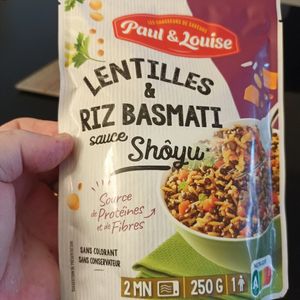 LES CHANGEURS DE SAVEURS
Paul & Louise
LENTILLES
&
RIZ BASMATI
sauce Shôyu
Source
de Protéines
et de Fibres
SANS COLORANT
SANS CONSERVATEUR
2 MN
250 G
1